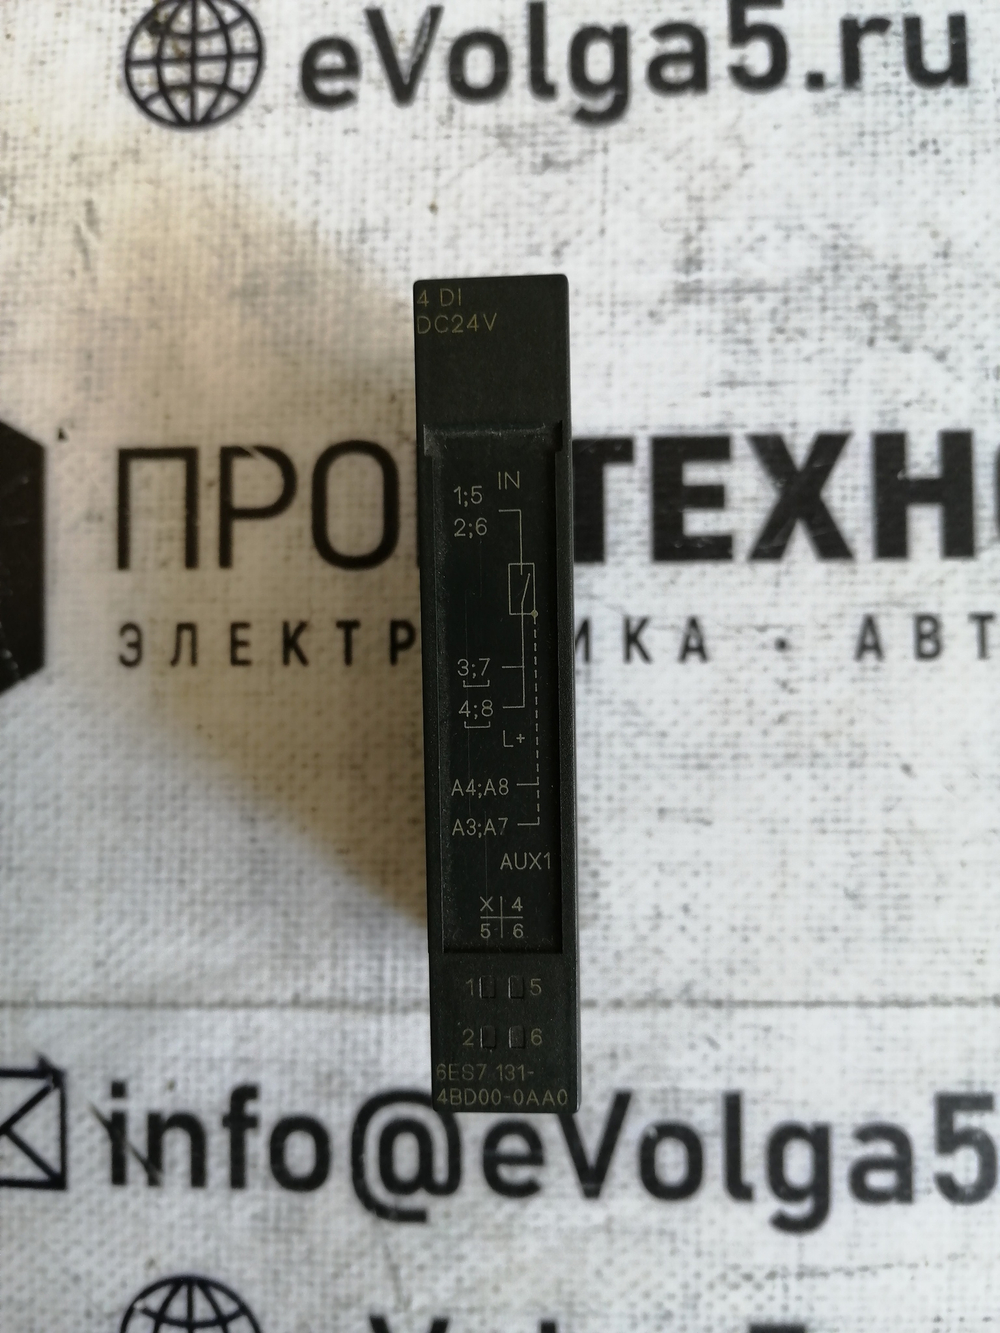 eVolga5.ru
4 DI
DC24V
ПРО ТЕХНО
ЭЛЕКТР ИКА · АВТ
IN
1;5
2;6
3;7
4;8
L+
A4;A8
A3;A7
AUX1
X 4
5 6
1 5
2 6
6ES7 131-
4BD00-0AA0
info@eVolga5